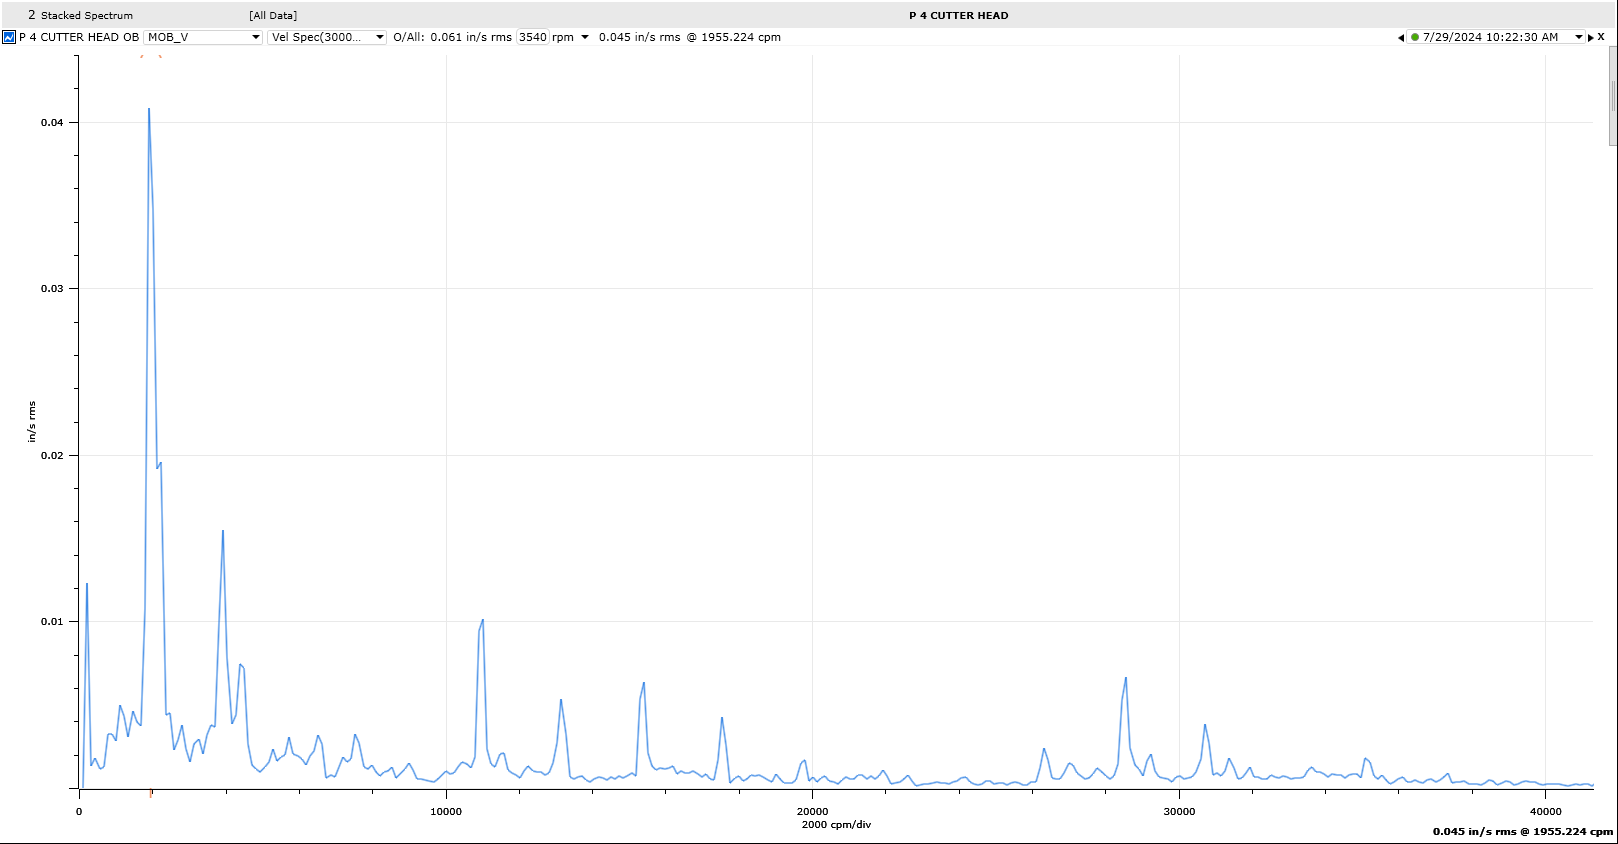 2 Stacked Spectrum [All Data] P 4 CUTTER HEAD
P 4 CUTTER HEAD OB MOB_V Vel Spec(3000... O/All: 0.061 in/s rms 3540 rpm 0.045 in/s rms @ 1955.224 cpm 7/29/2024 10:22:30 AM X
0.04
0.03
in/s rms
0.02
0.01
0 10000 20000 30000 40000
2000 cpm/div
0.045 in/s rms @ 1955.224 cpm